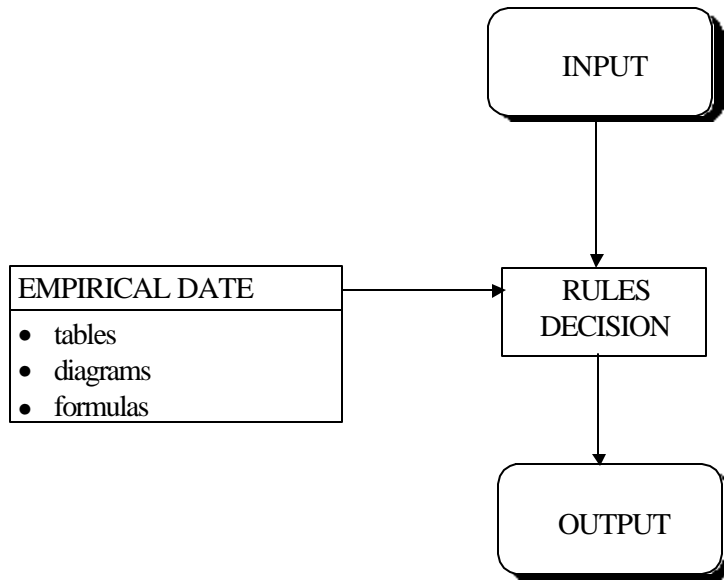 INPUT
EMPIRICAL DATE
• tables
• diagrams
• formulas
RULES
DECISION
OUTPUT